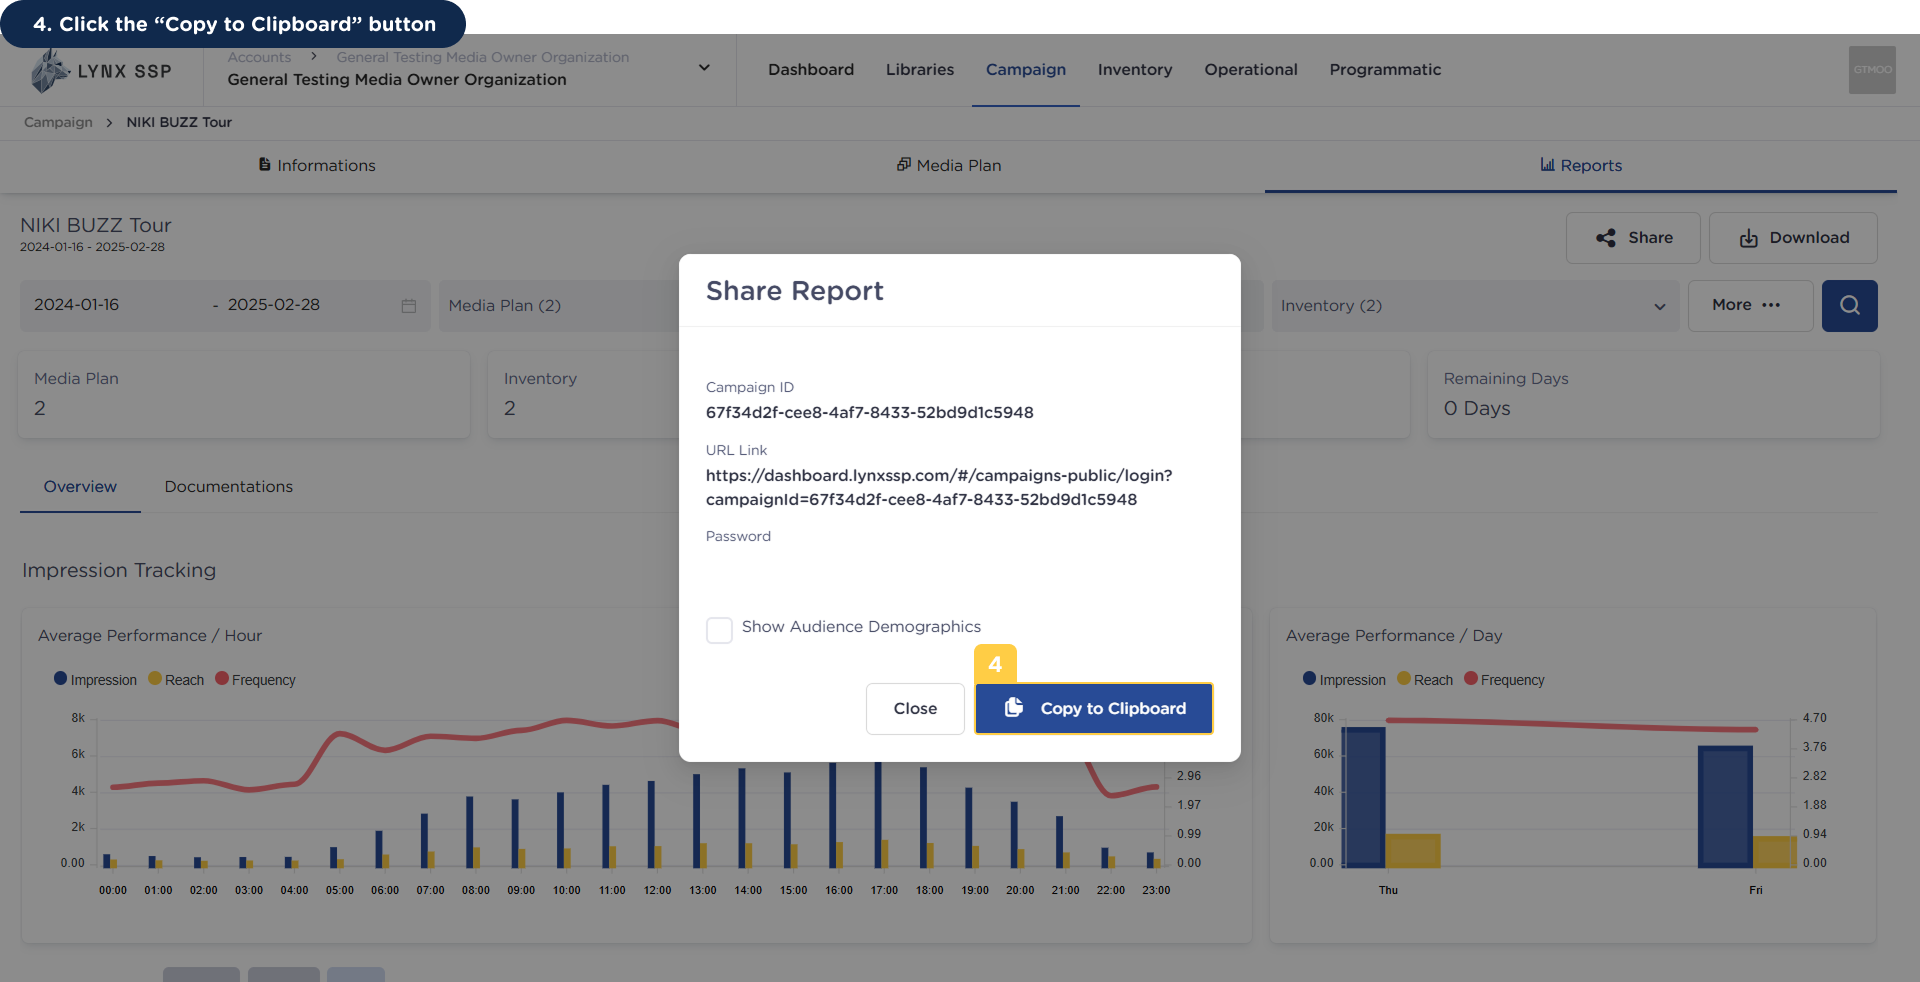 4. Click the “Copy to Clipboard” button
LYNX SSP
Accounts > General Testing Media Owner Organization
General Testing Media Owner Organization
Dashboard Libraries Campaign Inventory Operational Programmatic
GTMOO
Campaign > NIKI BUZZ Tour
Informations Media Plan Reports
NIKI BUZZ Tour
2024-01-16 - 2025-02-28
Share Download
2024-01-16 - 2025-02-28 Media Plan (2) Inventory (2) More •••
Media Plan
2
Inventory
2
Remaining Days
0 Days
Overview Documentations
Share Report
Campaign ID
67f34d2f-cee8-4af7-8433-52bd9d1c5948
URL Link
https://dashboard.lynxssp.com/#/campaigns-public/login?
campaignId=67f34d2f-cee8-4af7-8433-52bd9d1c5948
Password
Show Audience Demographics
4
Close Copy to Clipboard
Impression Tracking
Average Performance / Hour
Impression Reach Frequency
8k
6k
4k
2k
0.00
2.96
1.97
0.99
0.00
00:00 01:00 02:00 03:00 04:00 05:00 06:00 07:00 08:00 09:00 10:00 11:00 12:00 13:00 14:00 15:00 16:00 17:00 18:00 19:00 20:00 21:00 22:00 23:00
Average Performance / Day
Impression Reach Frequency
80k
60k
40k
20k
0.00
4.70
3.76
2.82
1.88
0.94
0.00
Thu Fri